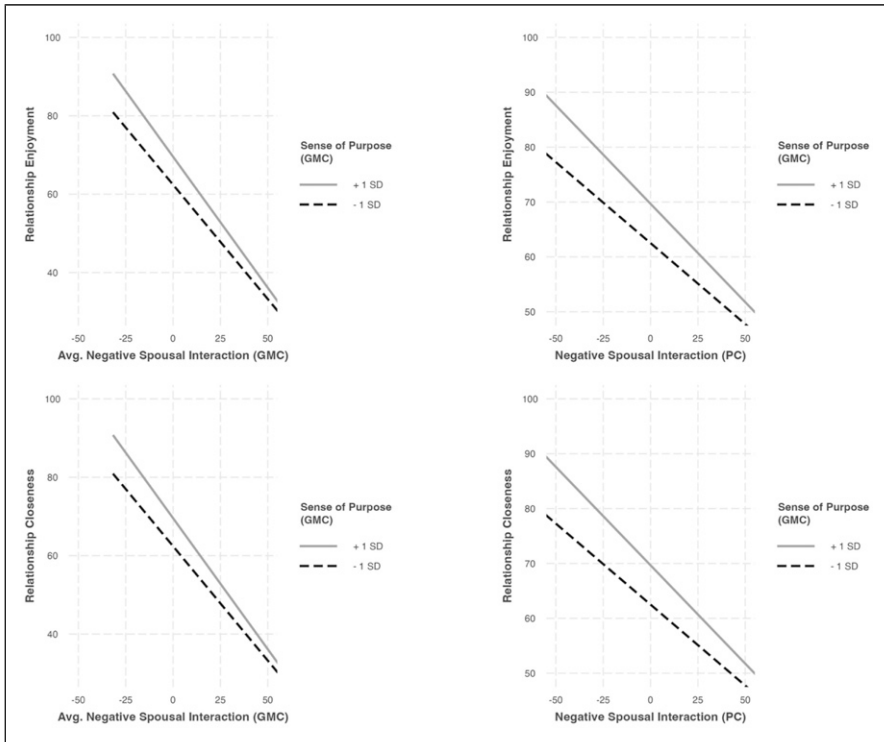 100
80
60
40
Relationship Enjoyment
-50 -25 0 25 50
Avg. Negative Spousal Interaction (GMC)
Sense of Purpose
(GMC)
+ 1 SD
- 1 SD
100
90
80
70
60
50
Relationship Enjoyment
-50 -25 0 25 50
Negative Spousal Interaction (PC)
Sense of Purpose
(GMC)
+ 1 SD
- 1 SD
100
80
60
40
Relationship Closeness
-50 -25 0 25 50
Avg. Negative Spousal Interaction (GMC)
Sense of Purpose
(GMC)
+ 1 SD
- 1 SD
100
90
80
70
60
50
Relationship Closeness
-50 -25 0 25 50
Negative Spousal Interaction (PC)
Sense of Purpose
(GMC)
+ 1 SD
- 1 SD